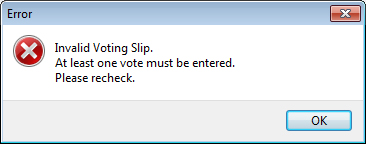 Error
Invalid Voting Slip.
At least one vote must be entered.
Please recheck.
OK